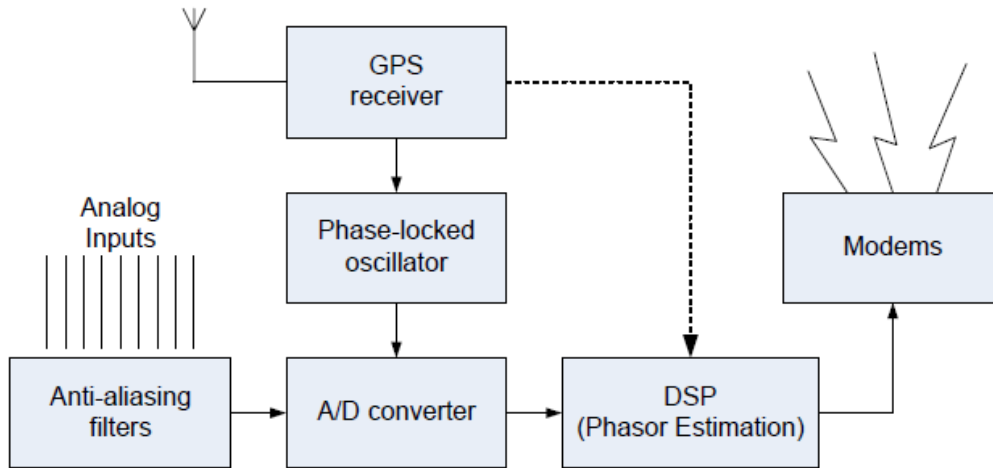 GPS
receiver
Analog
Inputs
Phase-locked
oscillator
Modems
Anti-aliasing
filters
A/D converter
DSP
(Phasor Estimation)